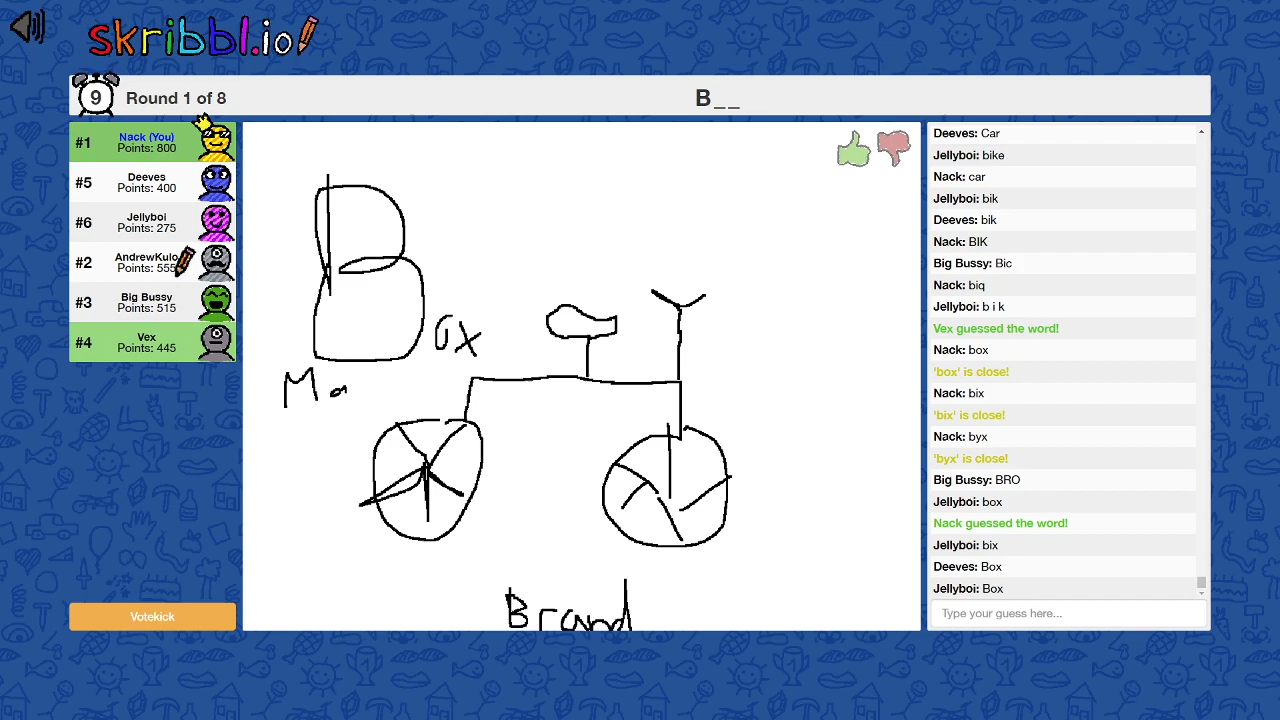 skribbl.io
9
Round 1 of 8
B__
#1
Nack (You)
Points: 800
#5
Deeves
Points: 400
#6
Jellyboi
Points: 275
#2
AndrewKulo
Points: 555
#3
Big Bussy
Points: 515
#4
Vex
Points: 445
Votekick
B
ox
Ma
Brand
Deeves: Car
Jellyboi: bike
Nack: car
Jellyboi: bik
Deeves: bik
Nack: BIK
Big Bussy: Bic
Nack: biq
Jellyboi: b i k
Vex guessed the word!
Nack: box
'box' is close!
Nack: bix
'bix' is close!
Nack: byx
'byx' is close!
Big Bussy: BRO
Jellyboi: box
Nack guessed the word!
Jellyboi: bix
Deeves: Box
Jellyboi: Box
Type your guess here...